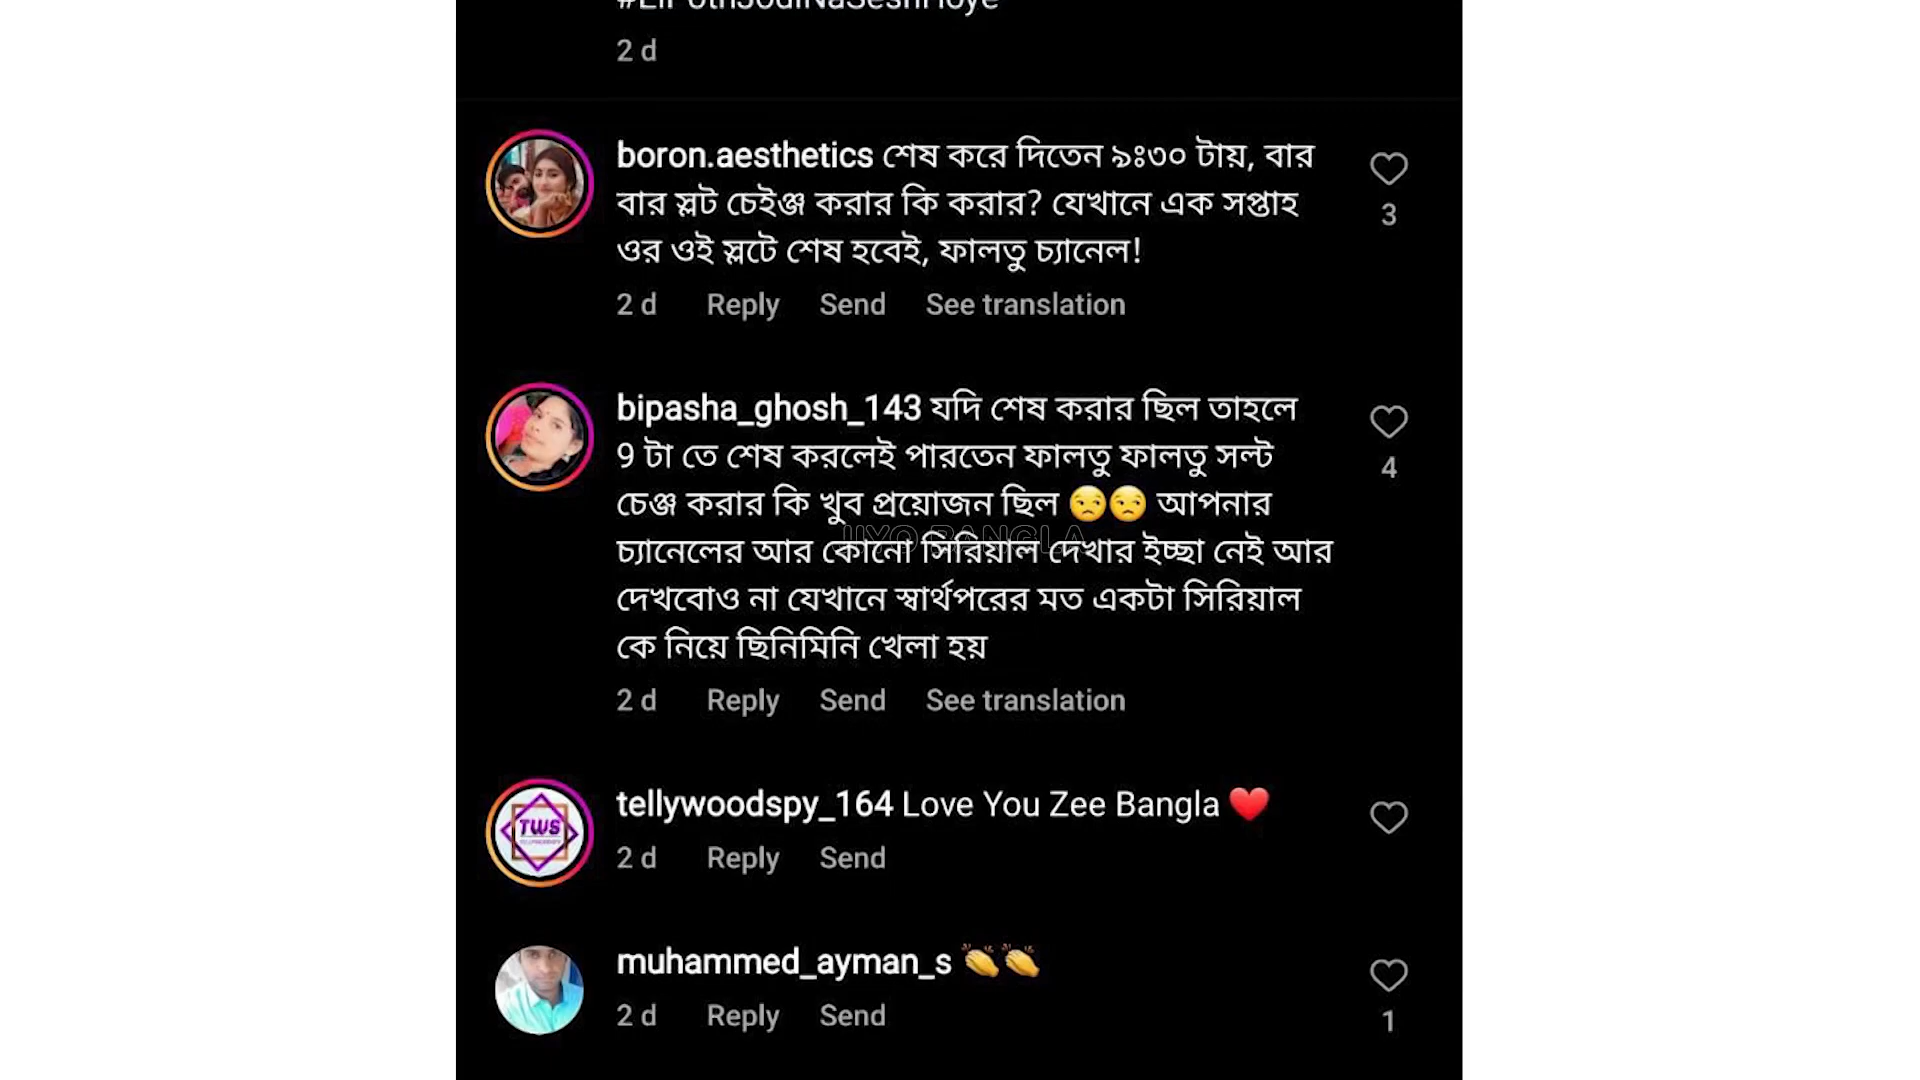 2 d
boron.aesthetics শেষ করে দিতেন ৯ঃ৩০ টায়, বার
বার স্লট চেইঞ্জ করার কি করার? যেখানে এক সপ্তাহ
ওর ওই স্লটে শেষ হবেই, ফালতু চ্যানেল!
3
2 d Reply Send See translation
bipasha_ghosh_143 যদি শেষ করার ছিল তাহলে
9 টা তে শেষ করলেই পারতেন ফালতু ফালতু সল্ট
চেঞ্জ করার কি খুব প্রয়োজন ছিল 😒😒 আপনার
চ্যানেলের আর কোনো সিরিয়াল দেখার ইচ্ছা নেই আর
দেখবোও না যেখানে স্বার্থপরের মত একটা সিরিয়াল
কে নিয়ে ছিনিমিনি খেলা হয়
4
2 d Reply Send See translation
JIYO BANGLA
TWS
tellywoodspy_164 Love You Zee Bangla ❤️
2 d Reply Send
muhammed_ayman_s 👏👏
2 d Reply Send
1